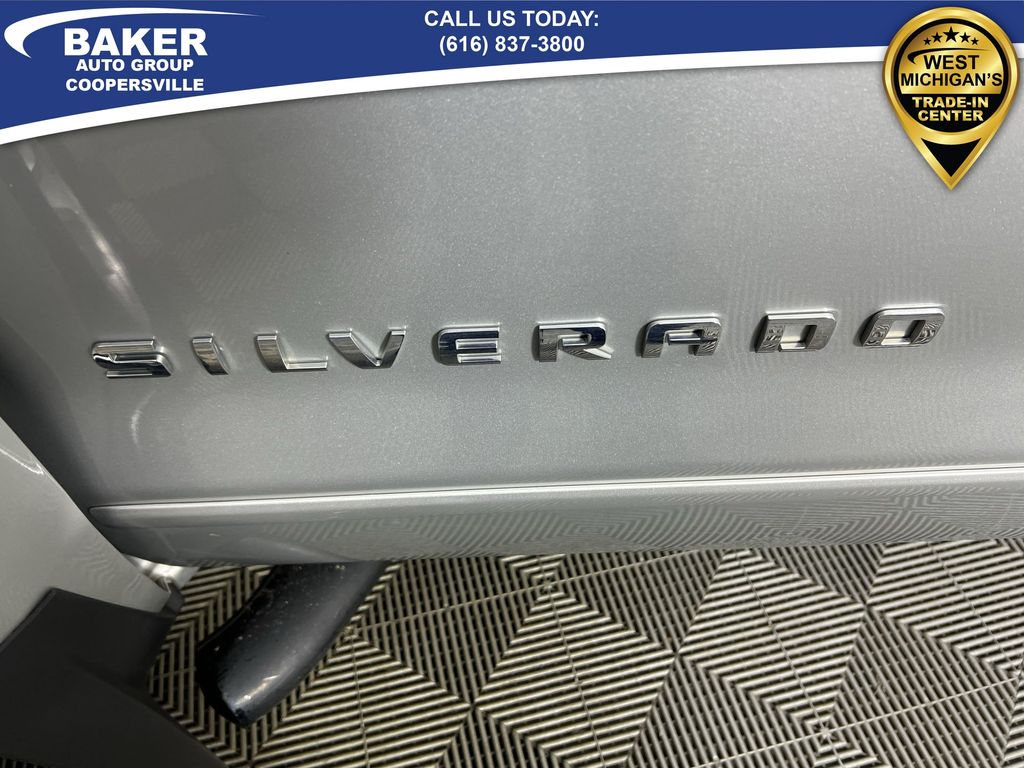 BAKER
AUTO GROUP
COOPERSVILLE
CALL US TODAY:
(616) 837-3800
WEST
MICHIGAN'S
TRADE-IN
CENTER
SILVERADO